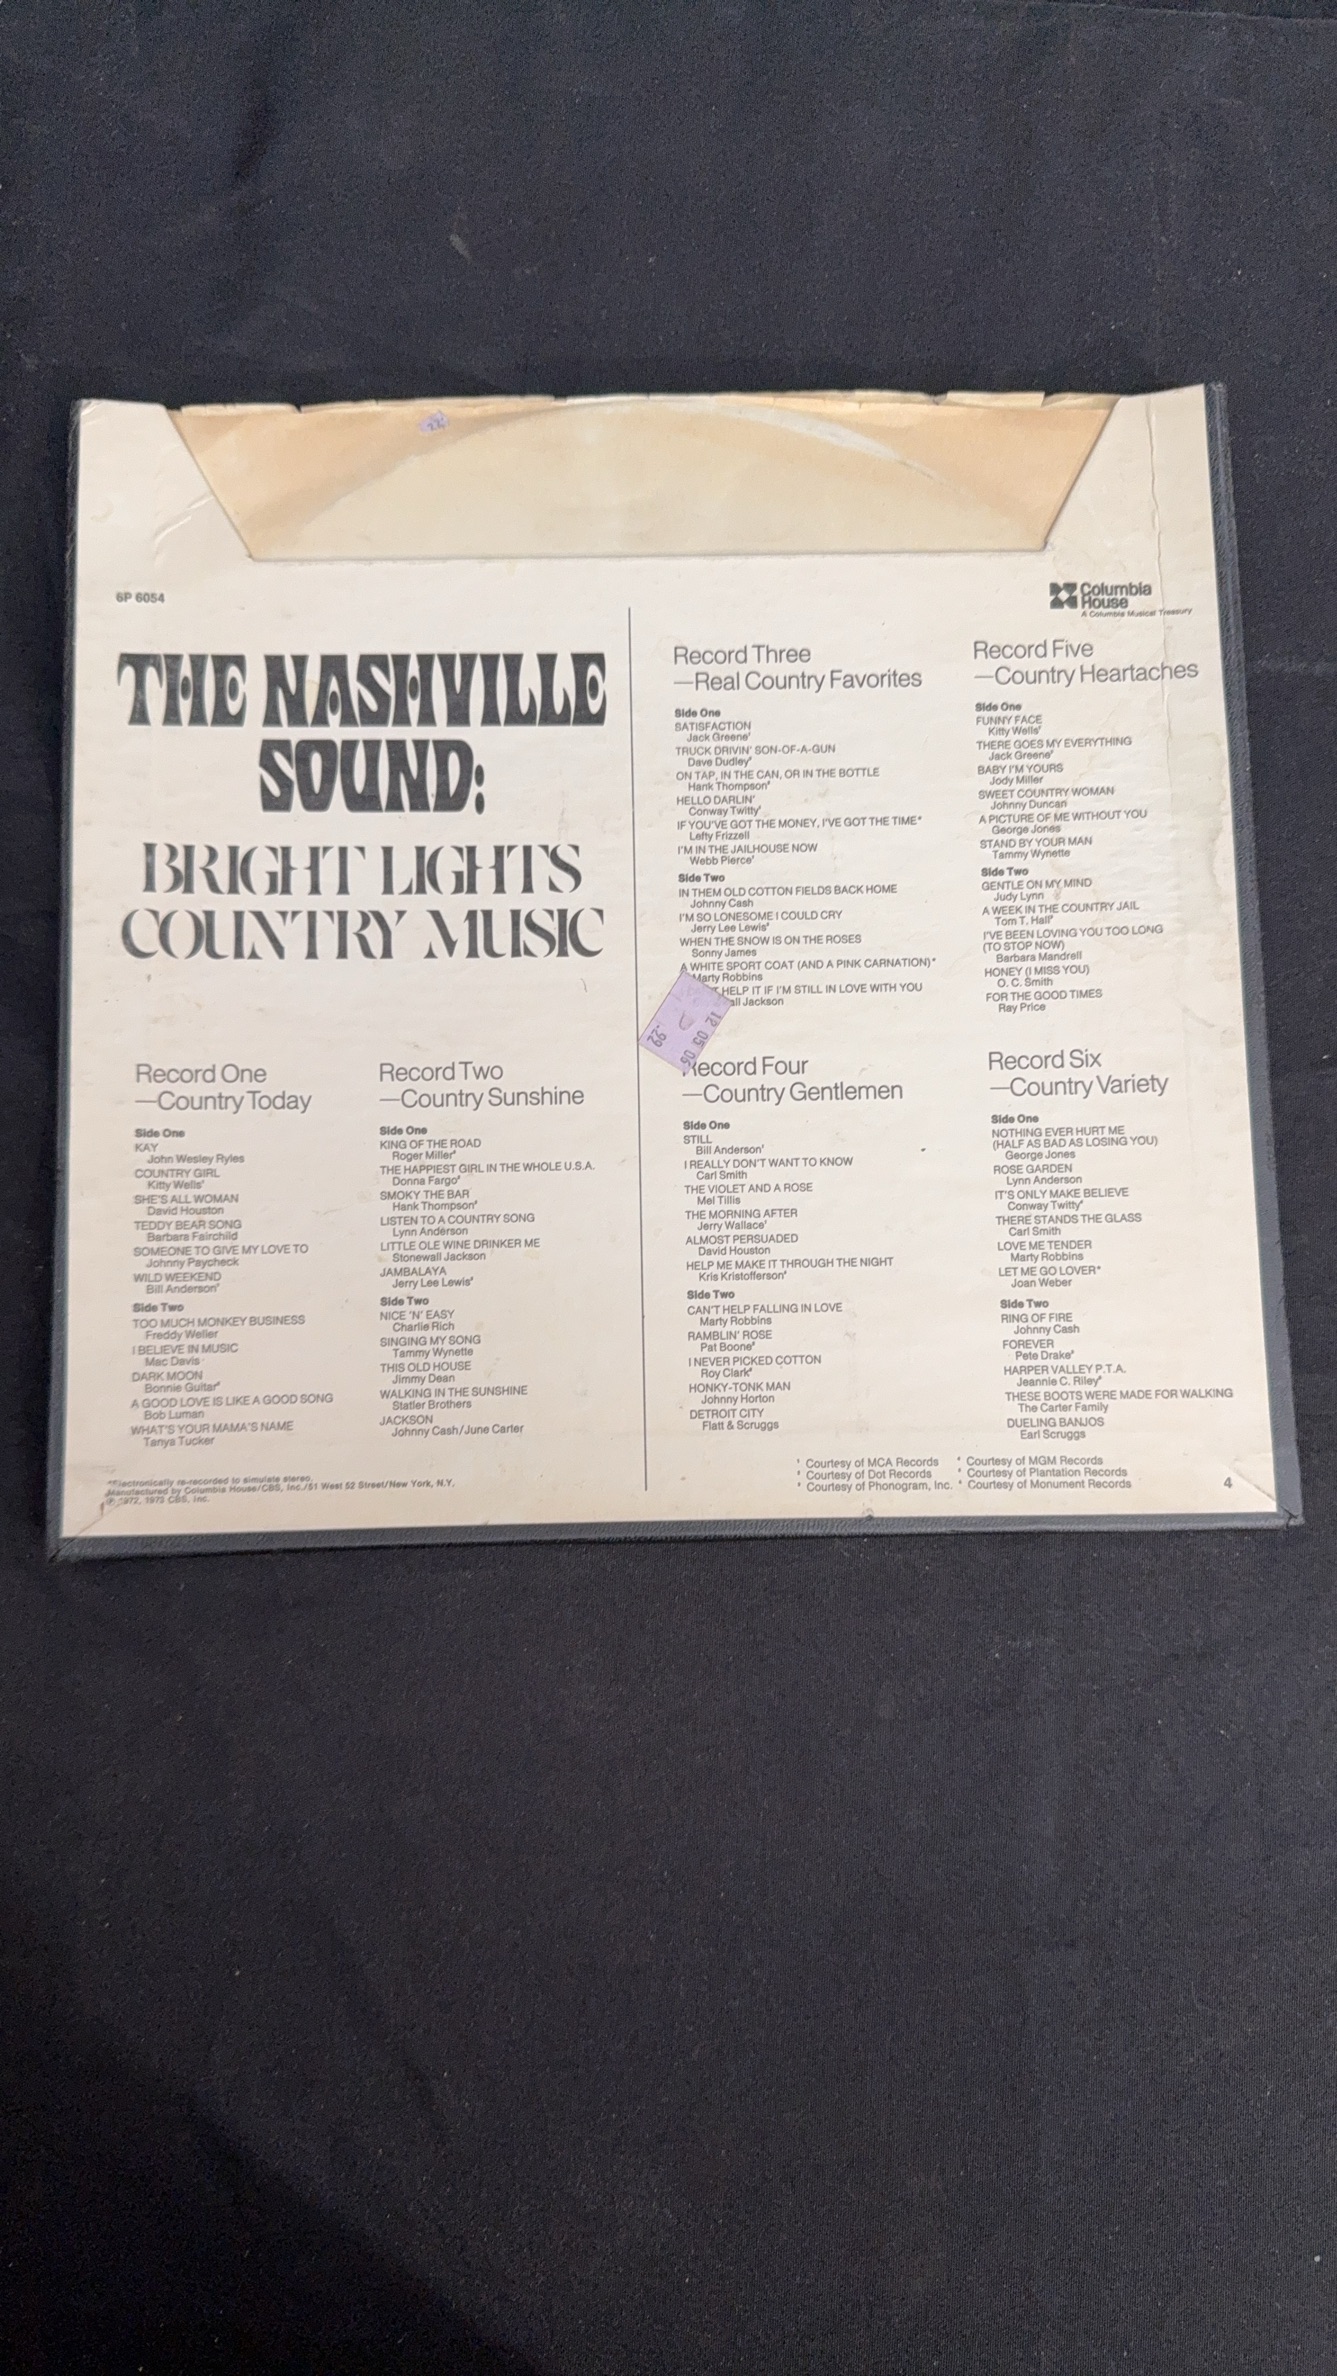 6P 6054
Columbia
House
A Columbia Musical Treasury
THE NASHVILLE
SOUND:
BRIGHT LIGHTS
COUNTRY MUSIC
Record One
—Country Today
Side One
KAY
John Wesley Ryles
COUNTRY GIRL
Kitty Wells
SHE'S ALL WOMAN
David Houston
TEDDY BEAR SONG
Barbara Fairchild
SOMEONE TO GIVE MY LOVE TO
Johnny Paycheck
WILD WEEKEND
Bill Anderson
Side Two
TOO MUCH MONKEY BUSINESS
Freddy Weller
I BELIEVE IN MUSIC
Mac Davis
DARK MOON
Bonnie Guitar
A GOOD LOVE IS LIKE A GOOD SONG
Bob Luman
WHAT'S YOUR MAMA'S NAME
Tanya Tucker
Record Two
—Country Sunshine
Side One
KING OF THE ROAD
Roger Miller
THE HAPPIEST GIRL IN THE WHOLE U.S.A.
Donna Fargo
SMOKY THE BAR
Hank Thompson
LISTEN TO A COUNTRY SONG
Lynn Anderson
LITTLE OLE WINE DRINKER ME
Stonewall Jackson
JAMBALAYA
Jerry Lee Lewis
Side Two
NICE 'N' EASY
Charlie Rich
SINGING MY SONG
Tammy Wynette
THIS OLD HOUSE
Jimmy Dean
WALKING IN THE SUNSHINE
Statler Brothers
JACKSON
Johnny Cash/June Carter
Record Three
—Real Country Favorites
Side One
SATISFACTION
Jack Greene
TRUCK DRIVIN' SON-OF-A-GUN
Dave Dudley
ON TAP, IN THE CAN, OR IN THE BOTTLE
Hank Thompson
HELLO DARLIN'
Conway Twitty
IF YOU'VE GOT THE MONEY, I'VE GOT THE TIME*
Lefty Frizzell
I'M IN THE JAILHOUSE NOW
Webb Pierce
Side Two
IN THEM OLD COTTON FIELDS BACK HOME
Johnny Cash
I'M SO LONESOME I COULD CRY
Jerry Lee Lewis
WHEN THE SNOW IS ON THE ROSES
Sonny James
A WHITE SPORT COAT (AND A PINK CARNATION)*
Marty Robbins
HELP IT IF I'M STILL IN LOVE WITH YOU
Jackson
.22
Record Four
—Country Gentlemen
Side One
STILL
Bill Anderson
I REALLY DON'T WANT TO KNOW
Carl Smith
THE VIOLET AND A ROSE
Mel Tillis
THE MORNING AFTER
Jerry Wallace
ALMOST PERSUADED
David Houston
HELP ME MAKE IT THROUGH THE NIGHT
Kris Kristofferson
Side Two
CAN'T HELP FALLING IN LOVE
Marty Robbins
RAMBLIN' ROSE
Pat Boone
I NEVER PICKED COTTON
Roy Clark
HONKY-TONK MAN
Johnny Horton
DETROIT CITY
Flatt & Scruggs
Record Five
—Country Heartaches
Side One
FUNNY FACE
Kitty Wells
THERE GOES MY EVERYTHING
Jack Greene
BABY I'M YOURS
Jody Miller
SWEET COUNTRY WOMAN
Johnny Duncan
A PICTURE OF ME WITHOUT YOU
George Jones
STAND BY YOUR MAN
Tammy Wynette
Side Two
GENTLE ON MY MIND
Judy Lynn
A WEEK IN THE COUNTRY JAIL
Tom T. Hall
I'VE BEEN LOVING YOU TOO LONG
(TO STOP NOW)
Barbara Mandrell
HONEY (I MISS YOU)
O. C. Smith
FOR THE GOOD TIMES
Ray Price
Record Six
—Country Variety
Side One
NOTHING EVER HURT ME
(HALF AS BAD AS LOSING YOU)
George Jones
ROSE GARDEN
Lynn Anderson
IT'S ONLY MAKE BELIEVE
Conway Twitty
THERE STANDS THE GLASS
Carl Smith
LOVE ME TENDER
Marty Robbins
LET ME GO LOVER*
Joan Weber
Side Two
RING OF FIRE
Johnny Cash
FOREVER
Pete Drake
HARPER VALLEY P.T.A.
Jeannie C. Riley
THESE BOOTS WERE MADE FOR WALKING
The Carter Family
DUELING BANJOS
Earl Scruggs
*Electronically re-recorded to simulate stereo.
Manufactured by Columbia House/CBS, Inc./51 West 52 Street/New York, N.Y.
℗ 1972, 1973 CBS, Inc.
Courtesy of MCA Records
Courtesy of Dot Records
Courtesy of Phonogram, Inc.
Courtesy of MGM Records
Courtesy of Plantation Records
Courtesy of Monument Records
4